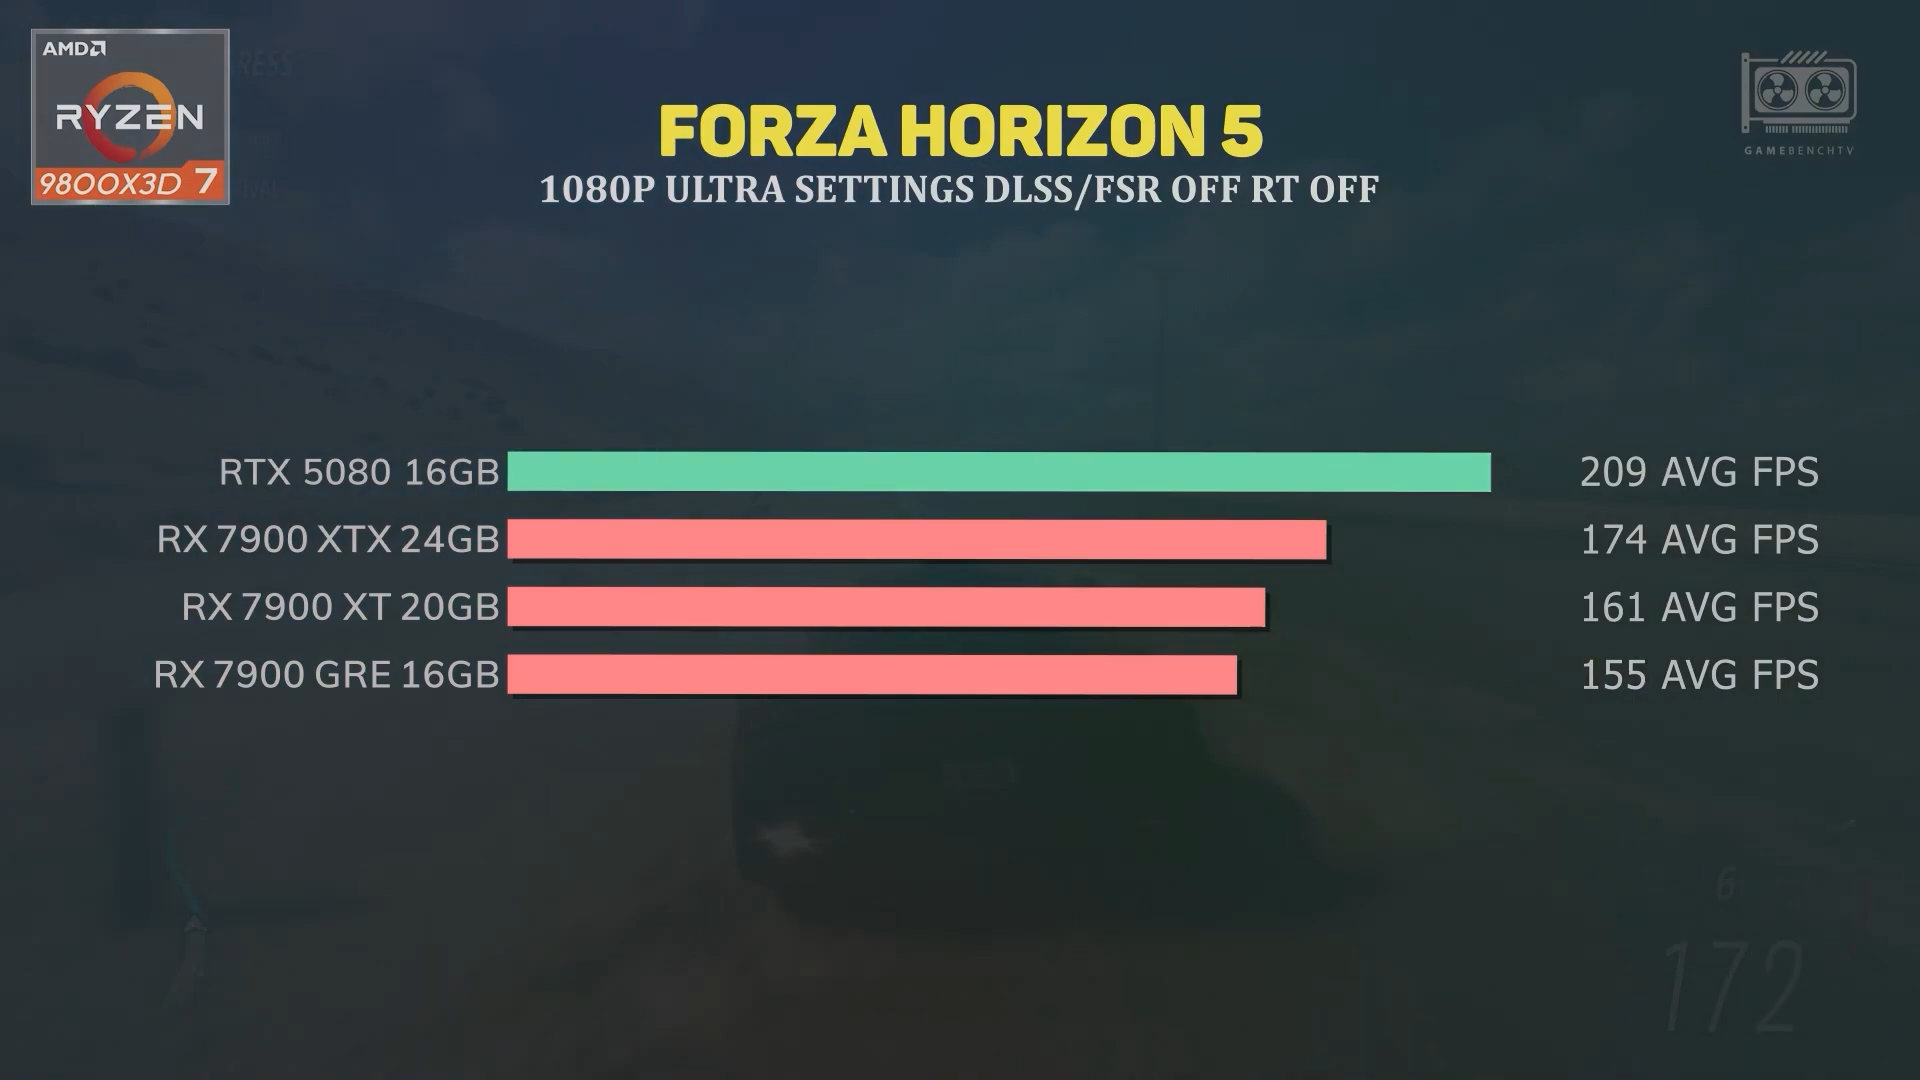 AMD
RYZEN
9800X3D 7
GAMEBENCHTV
FORZA HORIZON 5
1080P ULTRA SETTINGS DLSS/FSR OFF RT OFF
RTX 5080 16GB 209 AVG FPS
RX 7900 XTX 24GB 174 AVG FPS
RX 7900 XT 20GB 161 AVG FPS
RX 7900 GRE 16GB 155 AVG FPS
6
172